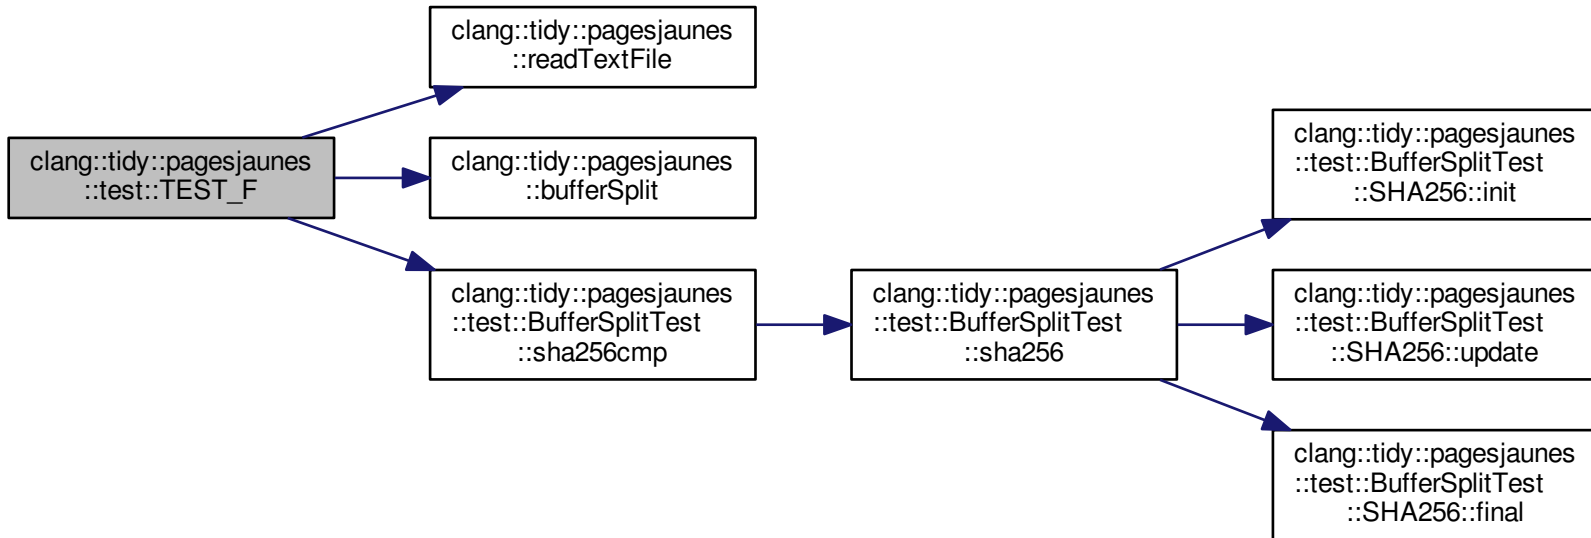 clang::tidy::pagesjaunes
::readTextFile
clang::tidy::pagesjaunes
::test::TEST_F
clang::tidy::pagesjaunes
::bufferSplit
clang::tidy::pagesjaunes
::test::BufferSplitTest
::sha256cmp
clang::tidy::pagesjaunes
::test::BufferSplitTest
::sha256
clang::tidy::pagesjaunes
::test::BufferSplitTest
::SHA256::init
clang::tidy::pagesjaunes
::test::BufferSplitTest
::SHA256::update
clang::tidy::pagesjaunes
::test::BufferSplitTest
::SHA256::final